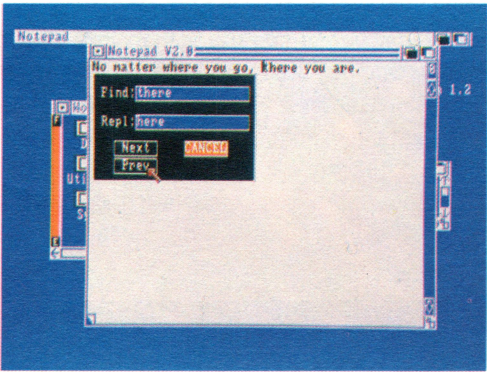 Notepad
Notepad V2.0
No matter where you go, there you are.
Find:there
Repl:here
Next CANCEL
Prev
1.2